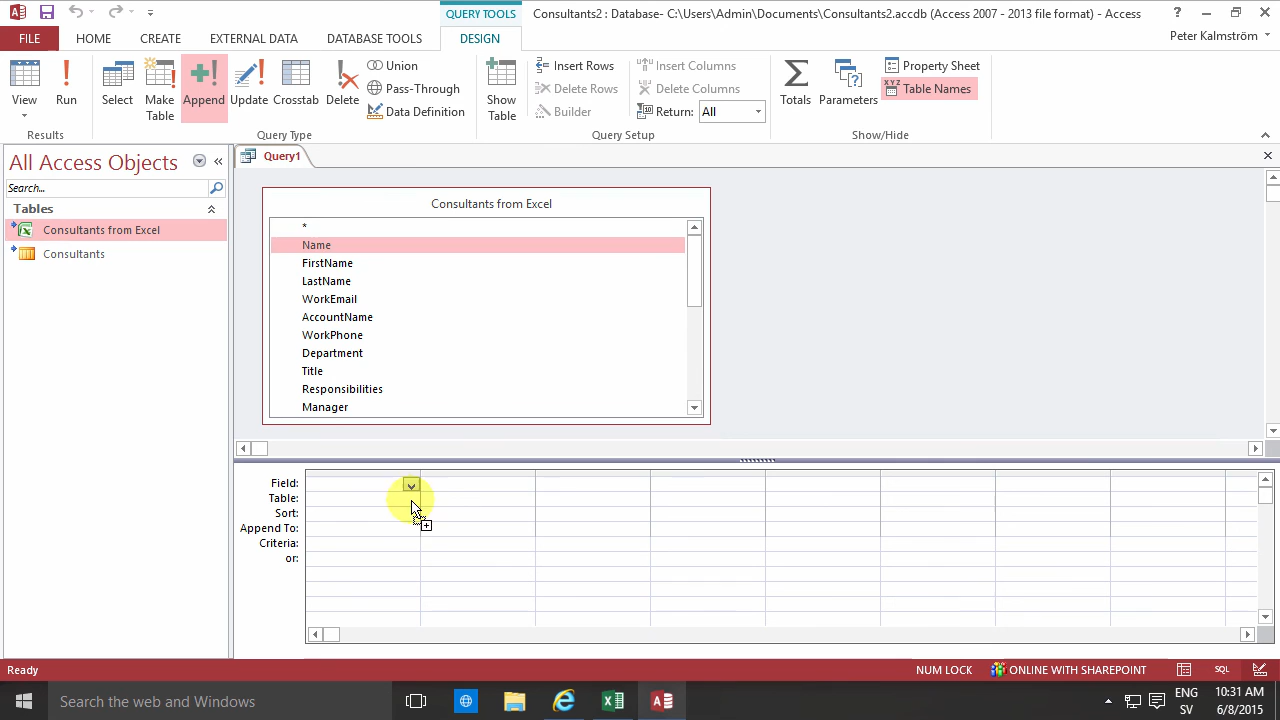 Consultants2 : Database- C:\Users\Admin\Documents\Consultants2.accdb (Access 2007 - 2013 file format) - Access
QUERY TOOLS
FILE HOME CREATE EXTERNAL DATA DATABASE TOOLS DESIGN
Peter Kalmström
View
Run
Results
Select
Make Table
Append
Update
Crosstab
Delete
Union
Pass-Through
Data Definition
Query Type
Show Table
Insert Rows
Delete Rows
Builder
Insert Columns
Delete Columns
Return: All
Query Setup
Totals
Parameters
Property Sheet
XYZ Table Names
Show/Hide
All Access Objects
Search...
Tables
Consultants from Excel
Consultants
Query1
Consultants from Excel
*
Name
FirstName
LastName
WorkEmail
AccountName
WorkPhone
Department
Title
Responsibilities
Manager
Field:
Table:
Sort:
Append To:
Criteria:
or:
Ready
NUM LOCK
ONLINE WITH SHAREPOINT
SQL
Search the web and Windows
ENG
SV
10:31 AM
6/8/2015